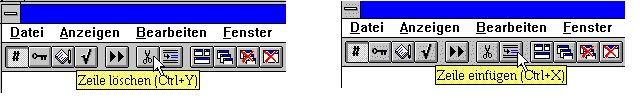 Datei Anzeigen Bearbeiten Fenster
#
Zeile löschen (Ctrl+Y)
Datei Anzeigen Bearbeiten Fenster
#
Zeile einfügen (Ctrl+X)